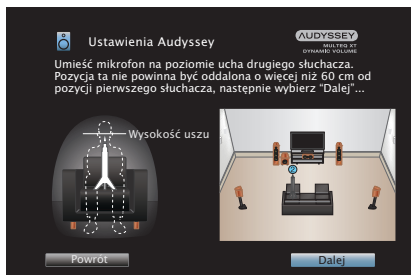 Ustawienia Audyssey
AUDYSSEY
MULTEQ XT
DYNAMIC VOLUME
Umieść mikrofon na poziomie ucha drugiego słuchacza.
Pozycja ta nie powinna być oddalona o więcej niż 60 cm od
pozycji pierwszego słuchacza, następnie wybierz “Dalej”...
Wysokość uszu
Powrót
Dalej